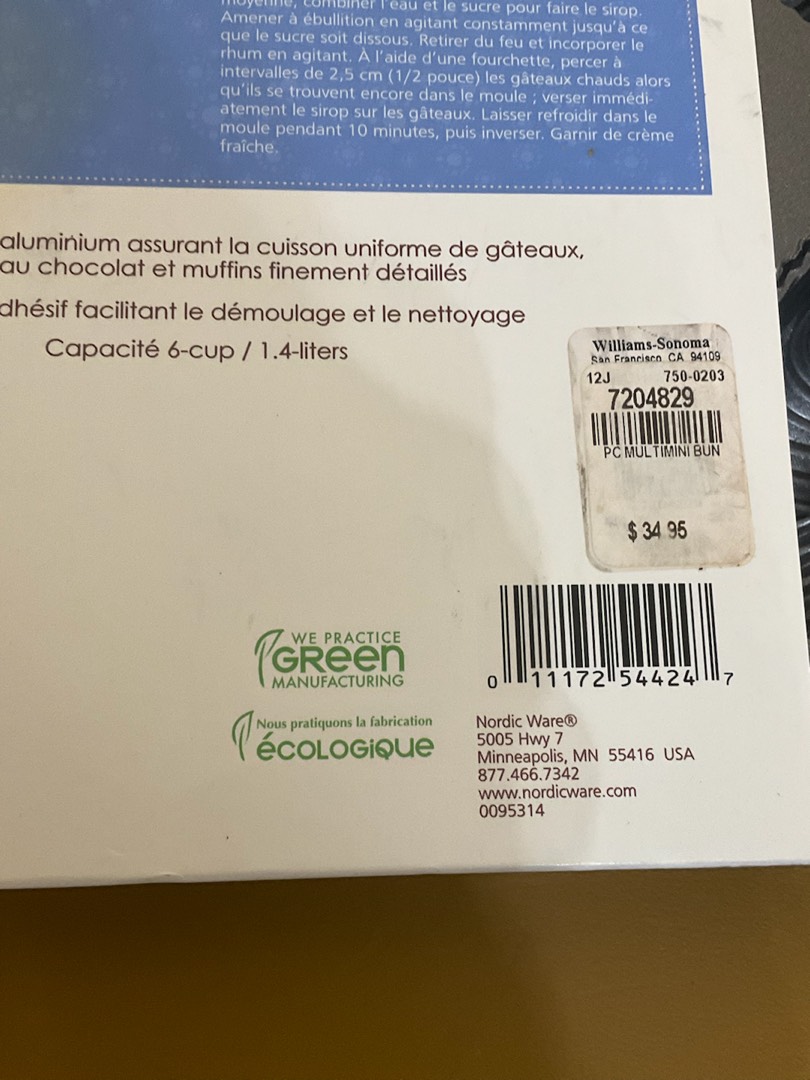 moyenne, combiner l'eau et le sucre pour faire le sirop.
Amener à ébullition en agitant constamment jusqu'à ce
que le sucre soit dissous. Retirer du feu et incorporer le
rhum en agitant. À l'aide d'une fourchette, percer à
intervalles de 2,5 cm (1/2 pouce) les gâteaux chauds alors
qu'ils se trouvent encore dans le moule ; verser immédi-
atement le sirop sur les gâteaux. Laisser refroidir dans le
moule pendant 10 minutes, puis inverser. Garnir de crème
fraîche.
aluminium assurant la cuisson uniforme de gâteaux,
au chocolat et muffins finement détaillés
dhésif facilitant le démoulage et le nettoyage
Capacité 6-cup / 1.4-liters
Williams-Sonoma
San Francisco CA 94109
12J 750-0203
7204829
PC MULTIMINI BUN
$ 34 95
WE PRACTICE
GReen
MANUFACTURING
Nous pratiquons la fabrication
écOLOGiQue
0 11172 54424 7
Nordic Ware®
5005 Hwy 7
Minneapolis, MN 55416 USA
877.466.7342
www.nordicware.com
0095314